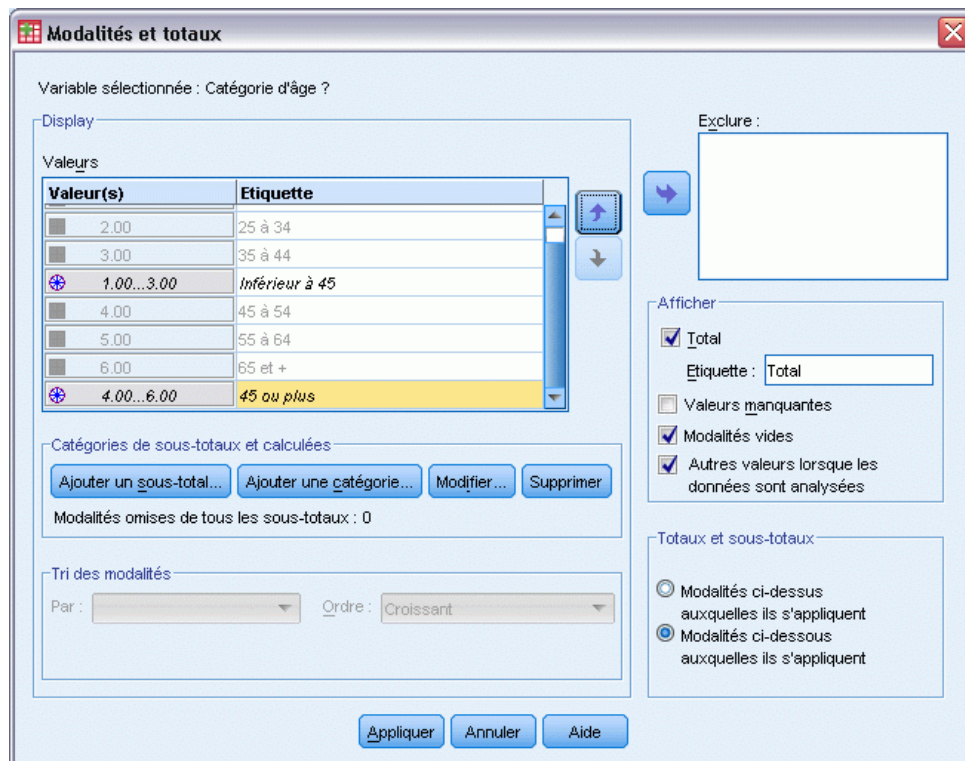 Modalités et totaux
Variable sélectionnée : Catégorie d'âge ?
Display
Valeurs
Valeur(s) Etiquette
2.00 25 à 34
3.00 35 à 44
1.00...3.00 Inférieur à 45
4.00 45 à 54
5.00 55 à 64
6.00 65 et +
4.00...6.00 45 ou plus
Catégories de sous-totaux et calculées
Ajouter un sous-total... Ajouter une catégorie... Modifier... Supprimer
Modalités omises de tous les sous-totaux : 0
Tri des modalités
Par : Ordre : Croissant
Exclure :
Afficher
Total
Etiquette : Total
Valeurs manquantes
Modalités vides
Autres valeurs lorsque les
données sont analysées
Totaux et sous-totaux
Modalités ci-dessus
auxquelles ils s'appliquent
Modalités ci-dessous
auxquelles ils s'appliquent
Appliquer Annuler Aide